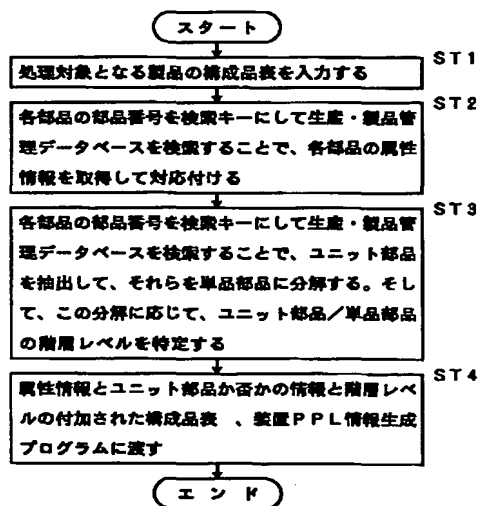 スタート
ST1
処理対象となる製品の構成品表を入力する
ST2
各部品の部品番号を検索キーにして生産・製品管
理データベースを検索することで、各部品の属性
情報を取得して対応付ける
ST3
各部品の部品番号を検索キーにして生産・製品管
理データベースを検索することで、ユニット部品
を抽出して、それらを単品部品に分解する。そし
て、この分解に応じて、ユニット部品/単品部品
の階層レベルを特定する
ST4
属性情報とユニット部品か否かの情報と階層レベ
ルの付加された構成品表 、装置PPL情報生成
プログラムに渡す
エンド